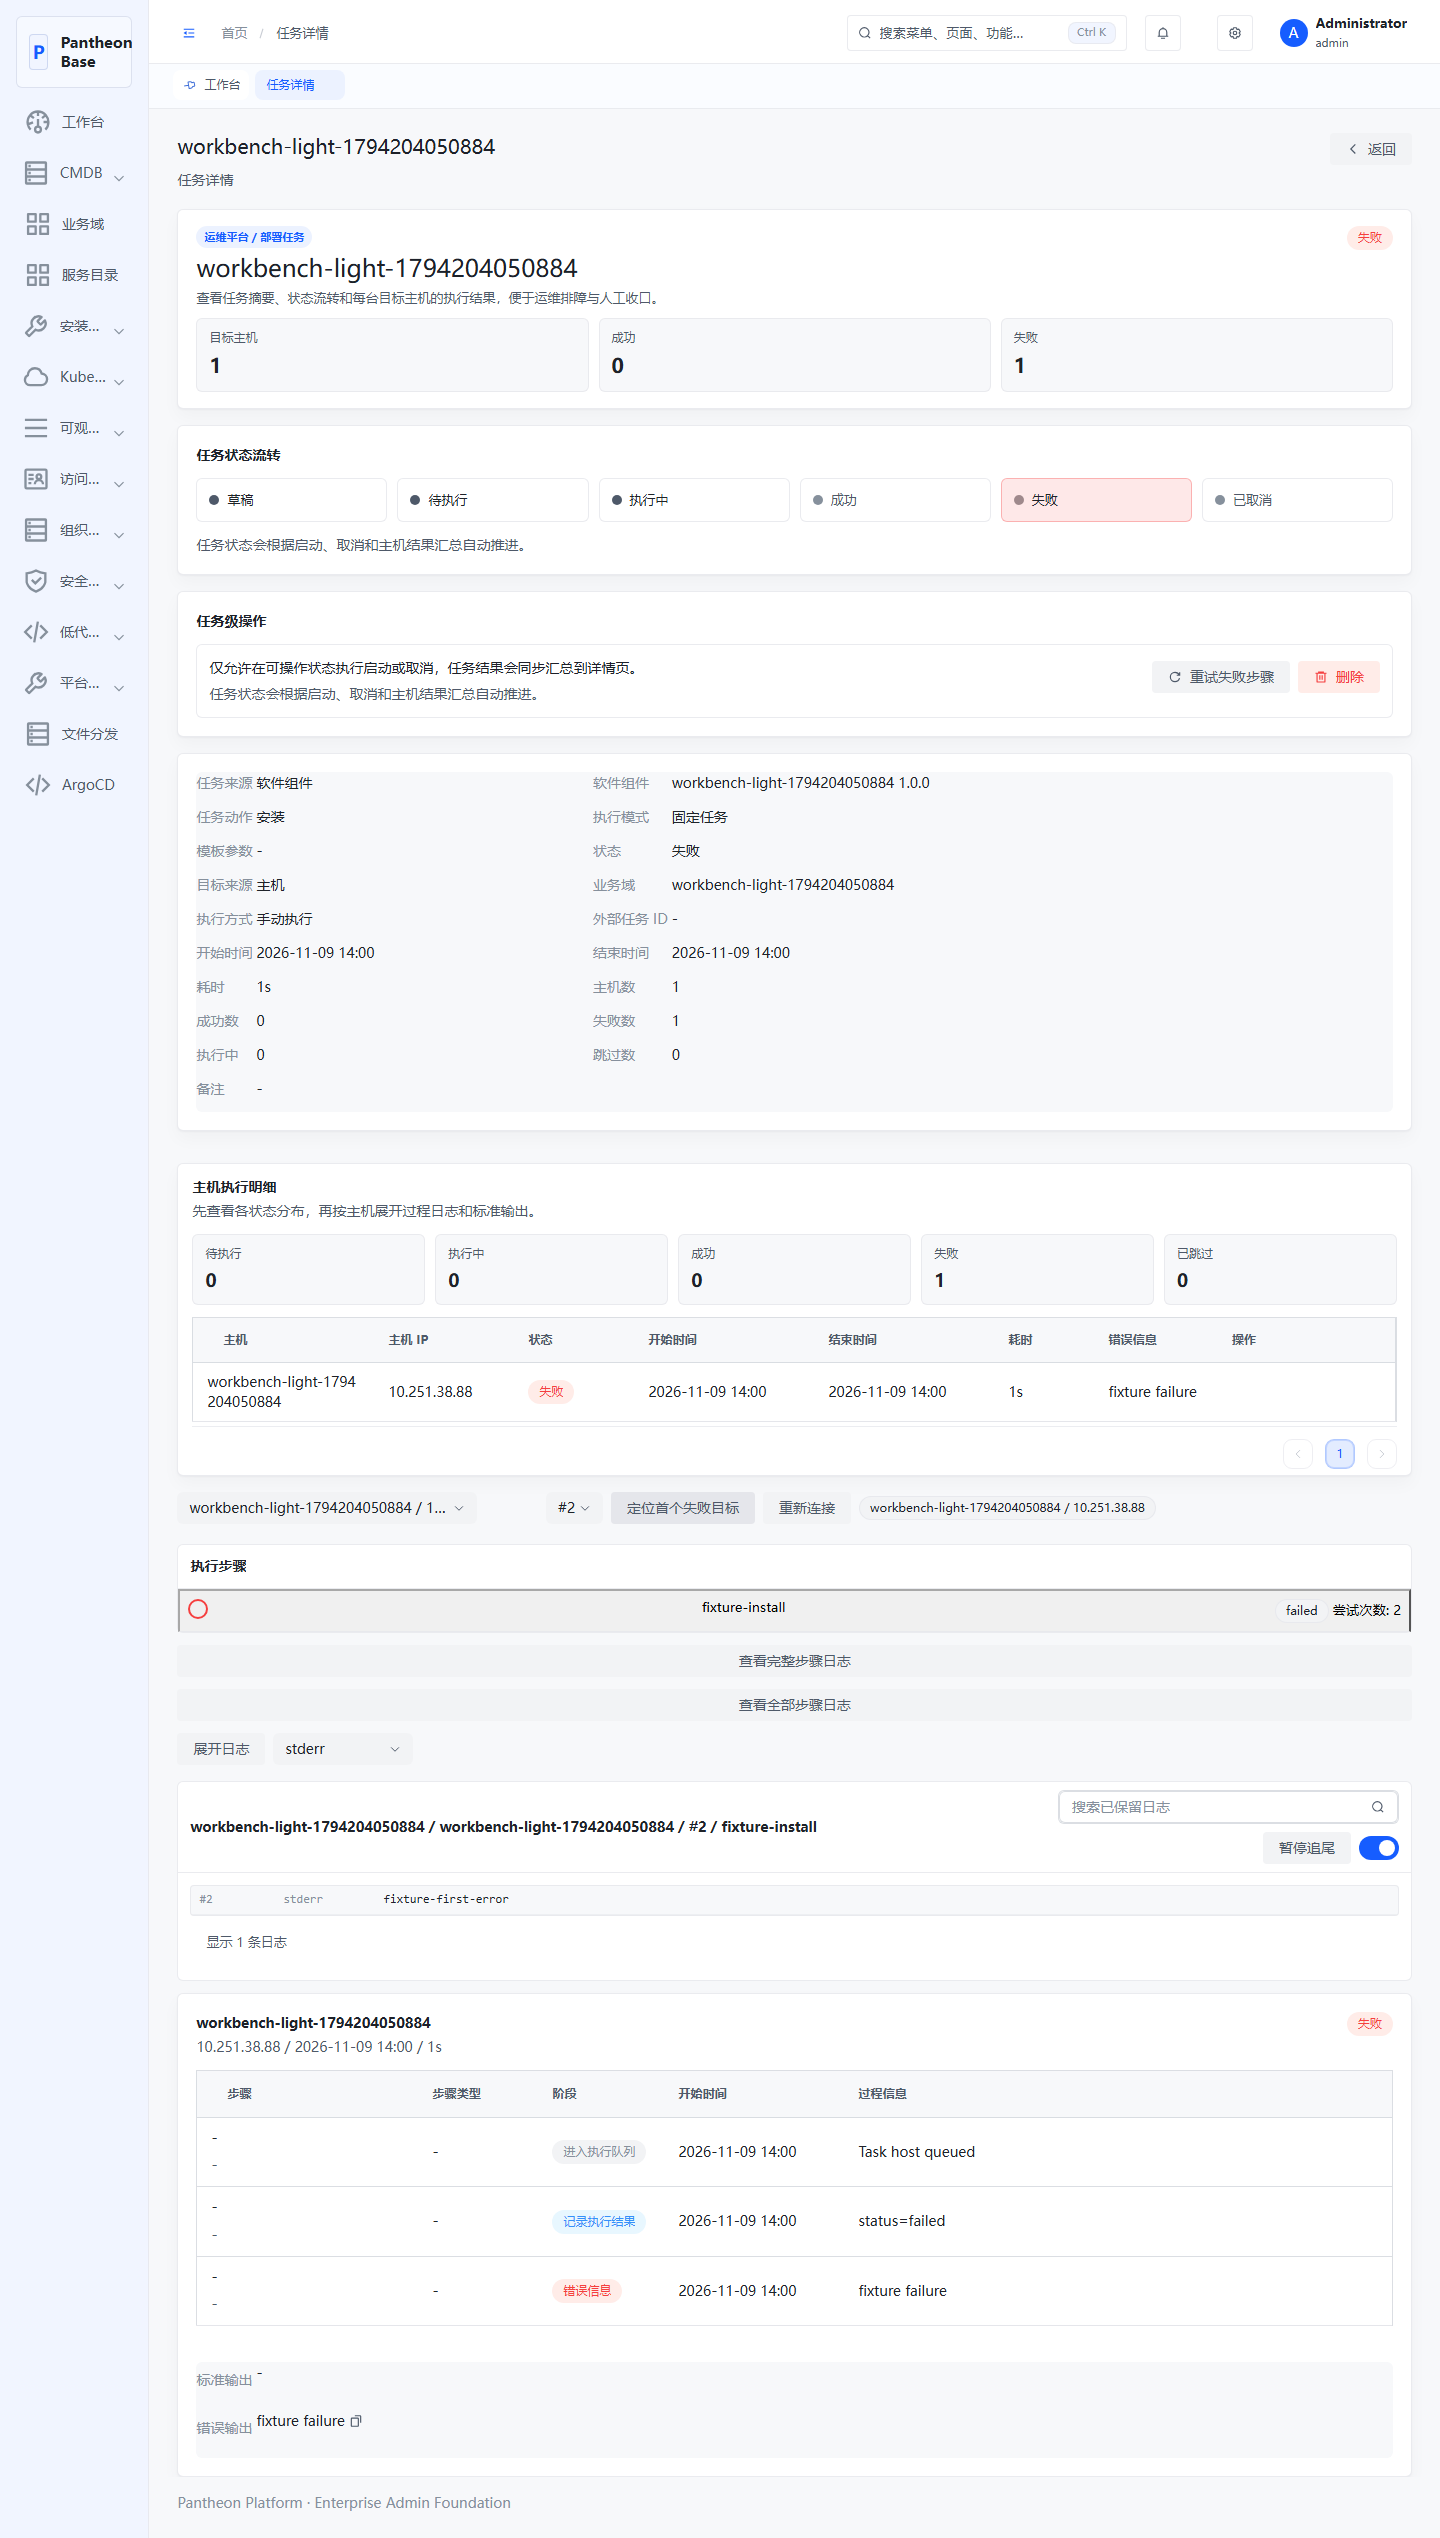 P
Pantheon
Base
首页 / 任务详情
搜索菜单、页面、功能...
Ctrl K
A
Administrator
admin
工作台
任务详情
工作台
CMDB
业务域
服务目录
安装...
Kube...
可观...
访问...
组织...
安全...
低代...
平台...
文件分发
ArgoCD
workbench-light-1794204050884
返回
任务详情
运维平台 / 部署任务
失败
workbench-light-1794204050884
查看任务摘要、状态流转和每台目标主机的执行结果，便于运维排障与人工收口。
目标主机
1
成功
0
失败
1
任务状态流转
草稿
待执行
执行中
成功
失败
已取消
任务状态会根据启动、取消和主机结果汇总自动推进。
任务级操作
仅允许在可操作状态执行启动或取消，任务结果会同步汇总到详情页。
任务状态会根据启动、取消和主机结果汇总自动推进。
重试失败步骤
删除
任务来源 软件组件 软件组件 workbench-light-1794204050884 1.0.0
任务动作 安装 执行模式 固定任务
模板参数 - 状态 失败
目标来源 主机 业务域 workbench-light-1794204050884
执行方式 手动执行 外部任务 ID -
开始时间 2026-11-09 14:00 结束时间 2026-11-09 14:00
耗时 1s 主机数 1
成功数 0 失败数 1
执行中 0 跳过数 0
备注 -
主机执行明细
先查看各状态分布，再按主机展开过程日志和标准输出。
待执行
0
执行中
0
成功
0
失败
1
已跳过
0
主机 主机 IP 状态 开始时间 结束时间 耗时 错误信息 操作
workbench-light-1794
204050884
10.251.38.88 失败 2026-11-09 14:00 2026-11-09 14:00 1s fixture failure
1
workbench-light-1794204050884 / 1...
#2
定位首个失败目标
重新连接
workbench-light-1794204050884 / 10.251.38.88
执行步骤
fixture-install
failed
尝试次数: 2
查看完整步骤日志
查看全部步骤日志
展开日志
stderr
搜索已保留日志
workbench-light-1794204050884 / workbench-light-1794204050884 / #2 / fixture-install
暂停追尾
#2 stderr fixture-first-error
显示 1 条日志
workbench-light-1794204050884
失败
10.251.38.88 / 2026-11-09 14:00 / 1s
步骤 步骤类型 阶段 开始时间 过程信息
-
- - 进入执行队列 2026-11-09 14:00 Task host queued
-
- - 记录执行结果 2026-11-09 14:00 status=failed
-
- - 错误信息 2026-11-09 14:00 fixture failure
标准输出 -
错误输出 fixture failure
Pantheon Platform · Enterprise Admin Foundation